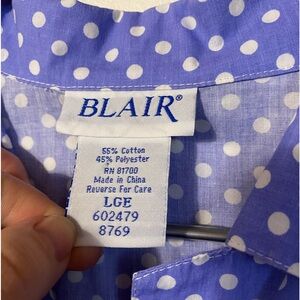 BLAIR®
55% Cotton
45% Polyester
RN 81700
Made in China
Reverse For Care
LGE
602479
8769